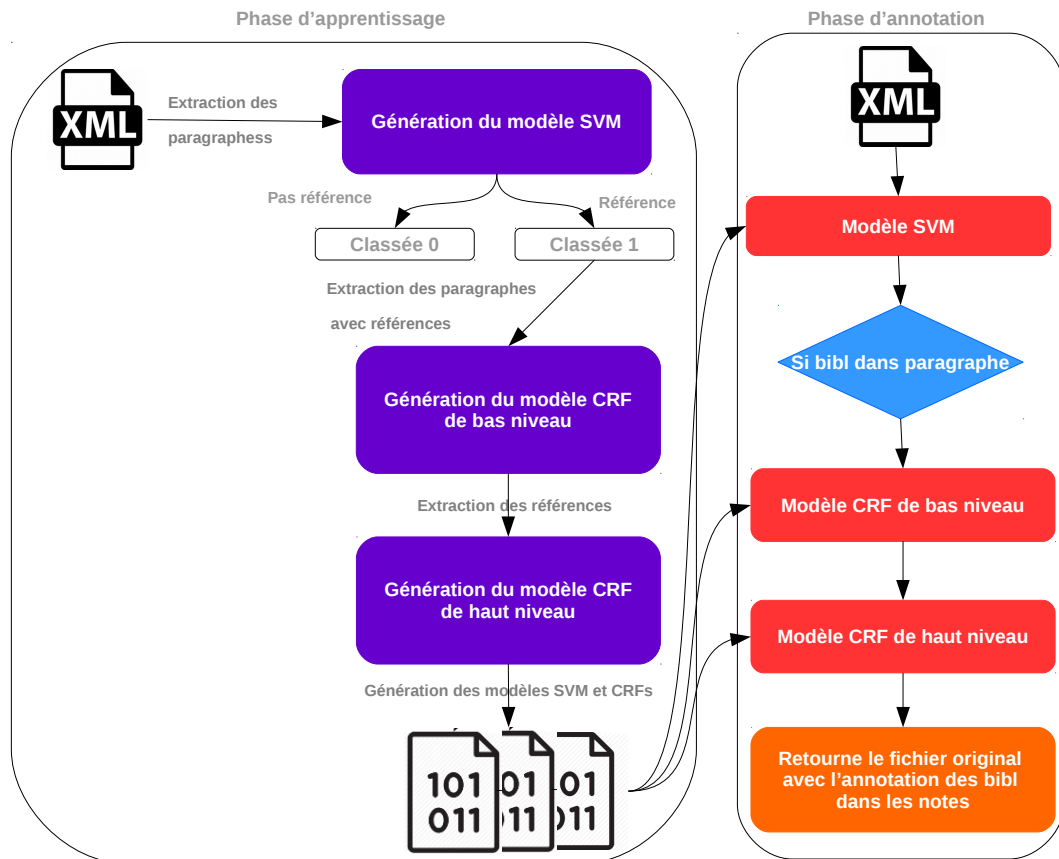 Phase d’apprentissage
XML
Extraction des
paragraphess
Génération du modèle SVM
Pas référence
Référence
Classée 0
Classée 1
Extraction des paragraphes
avec références
Génération du modèle CRF
de bas niveau
Extraction des références
Génération du modèle CRF
de haut niveau
Génération des modèles SVM et CRFs
101
011
01
011
01
011
Phase d’annotation
XML
Modèle SVM
Si bibl dans paragraphe
Modèle CRF de bas niveau
Modèle CRF de haut niveau
Retourne le fichier original
avec l’annotation des bibl
dans les notes